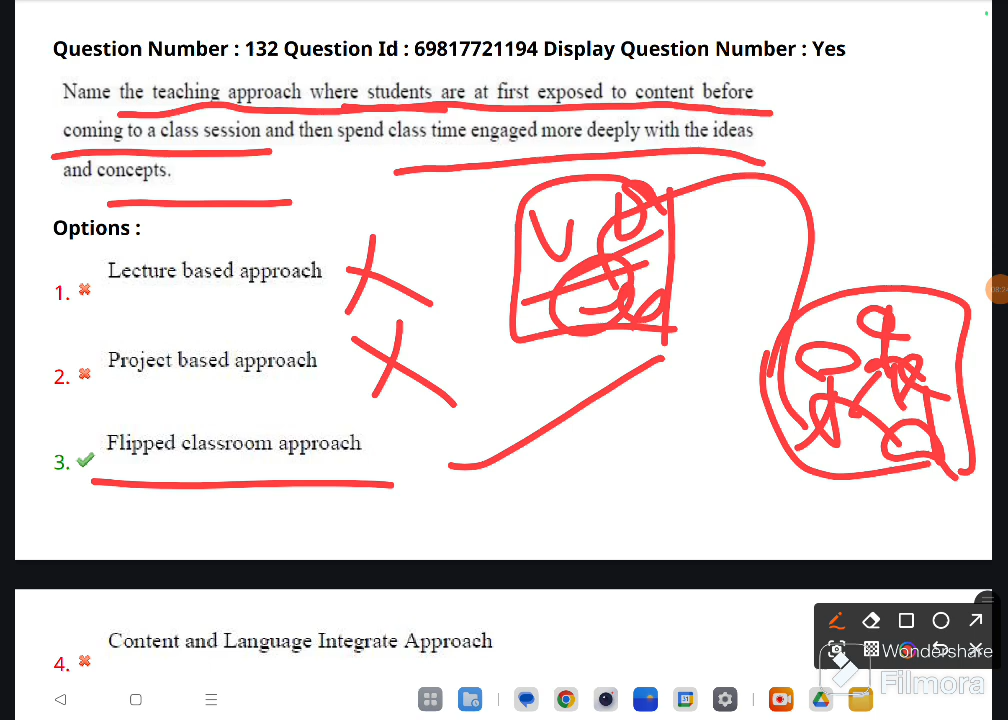 Question Number : 132 Question Id : 69817721194 Display Question Number : Yes
Name the teaching approach where students are at first exposed to content before
coming to a class session and then spend class time engaged more deeply with the ideas
and concepts.
Options :
Lecture based approach
1.
Project based approach
2.
Flipped classroom approach
3.
Content and Language Integrate Approach
4.
Wondershare
Filmora